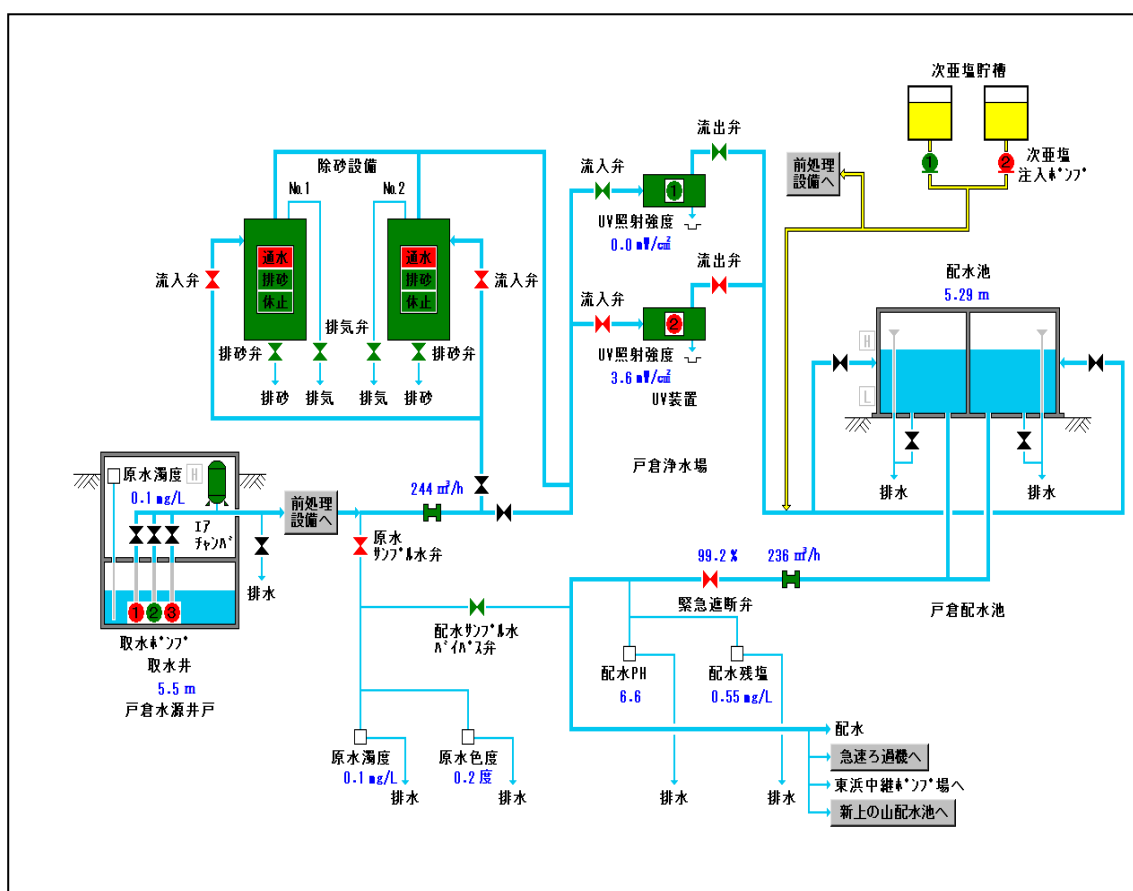 次亜塩貯槽
流出弁
前処理
設備へ
①
②
次亜塩
注入ﾎﾟﾝﾌﾟ
除砂設備
No.1
No.2
流入弁
①
UV照射強度
0.0 mW/c㎡
通水
排砂
休止
通水
排砂
休止
流入弁
流入弁
流出弁
配水池
5.29 m
流入弁
②
排気弁
排砂弁
排砂弁
UV照射強度
3.6 mW/c㎡
UV装置
H
L
排砂
排気
排気
排砂
戸倉浄水場
原水濁度
H
0.1 mg/L
244 m³/h
排水
排水
前処理
設備へ
ｴｱ
ﾁｬﾝﾊﾞ
原水
ｻﾝﾌﾟﾙ水弁
99.2 %
236 m³/h
排水
①
②
③
緊急遮断弁
戸倉配水池
取水ﾎﾟﾝﾌﾟ
取水井
5.5 m
戸倉水源井戸
配水ｻﾝﾌﾟﾙ水
ﾊﾞｲﾊﾟｽ弁
配水PH
6.6
配水残塩
0.55 mg/L
配水
原水濁度
0.1 mg/L
原水色度
0.2 度
急速ろ過機へ
東浜中継ﾎﾟﾝﾌﾟ場へ
排水
排水
排水
排水
新上の山配水池へ